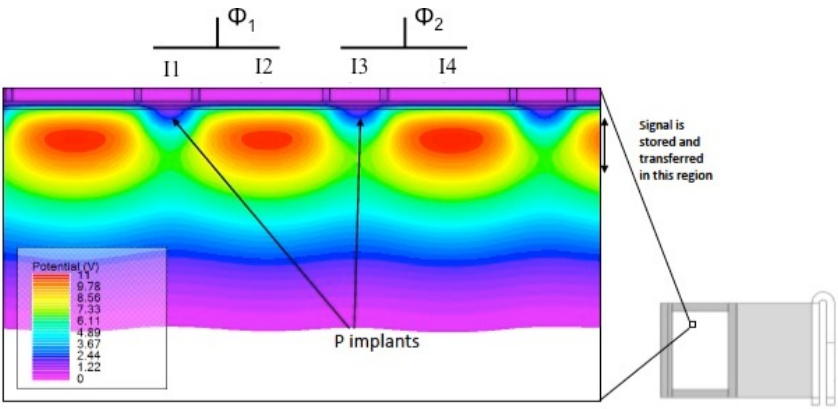 Φ1 Φ2
I1 I2 I3 I4
Signal is
stored and
transferred
in this region
Potential (V)
11
9.78
8.56
7.33
6.11
4.89
3.67
2.44
1.22
0
P implants